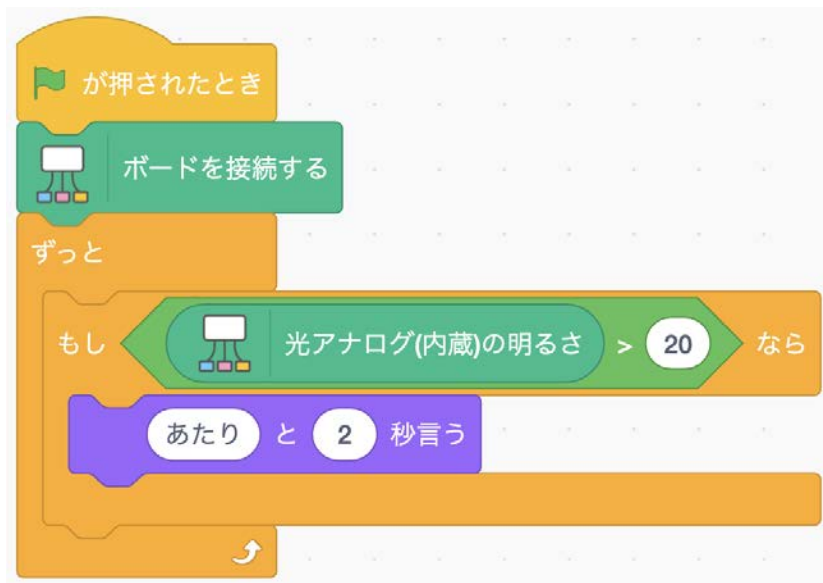 が押されたとき
ボードを接続する
ずっと
もし 光アナログ(内蔵)の明るさ > 20 なら
あたり と 2 秒言う